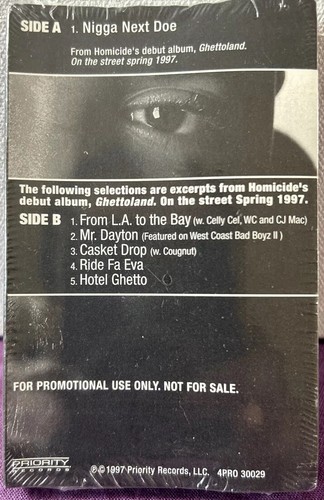 SIDE A 1. Nigga Next Doe
From Homicide's debut album, Ghettoland.
On the street spring 1997.
The following selections are excerpts from Homicide's
debut album, Ghettoland. On the street Spring 1997.
SIDE B 1. From L.A. to the Bay (w. Celly Cel, WC and CJ Mac)
2. Mr. Dayton (Featured on West Coast Bad Boyz II)
3. Casket Drop (w. Cougnut)
4. Ride Fa Eva
5. Hotel Ghetto
FOR PROMOTIONAL USE ONLY. NOT FOR SALE.
PRIORITY
RECORDS
℗©1997 Priority Records, LLC. 4PRO 30029